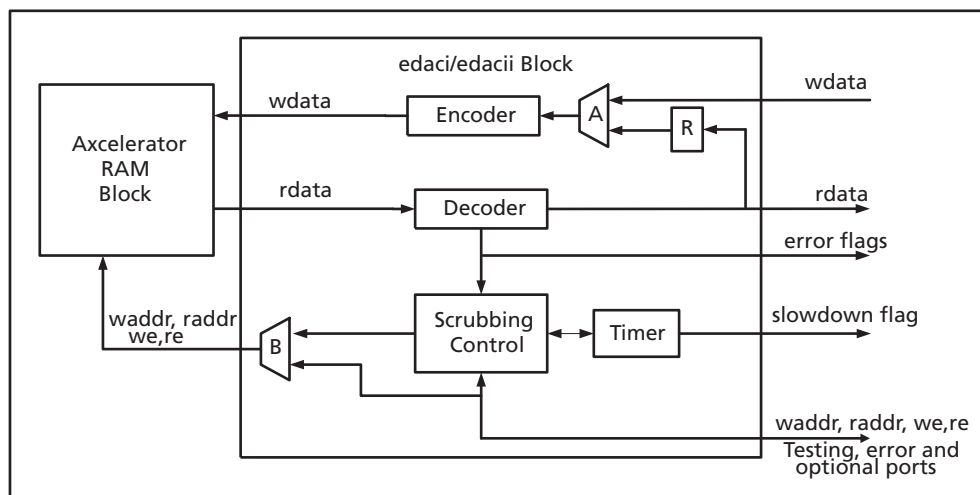 edaci/edacii Block
wdata
wdata
Encoder
A
R
Axcelerator
RAM
Block
rdata
Decoder
rdata
error flags
waddr, raddr
we,re
B
Scrubbing
Control
Timer
slowdown flag
waddr, raddr, we,re
Testing, error and
optional ports